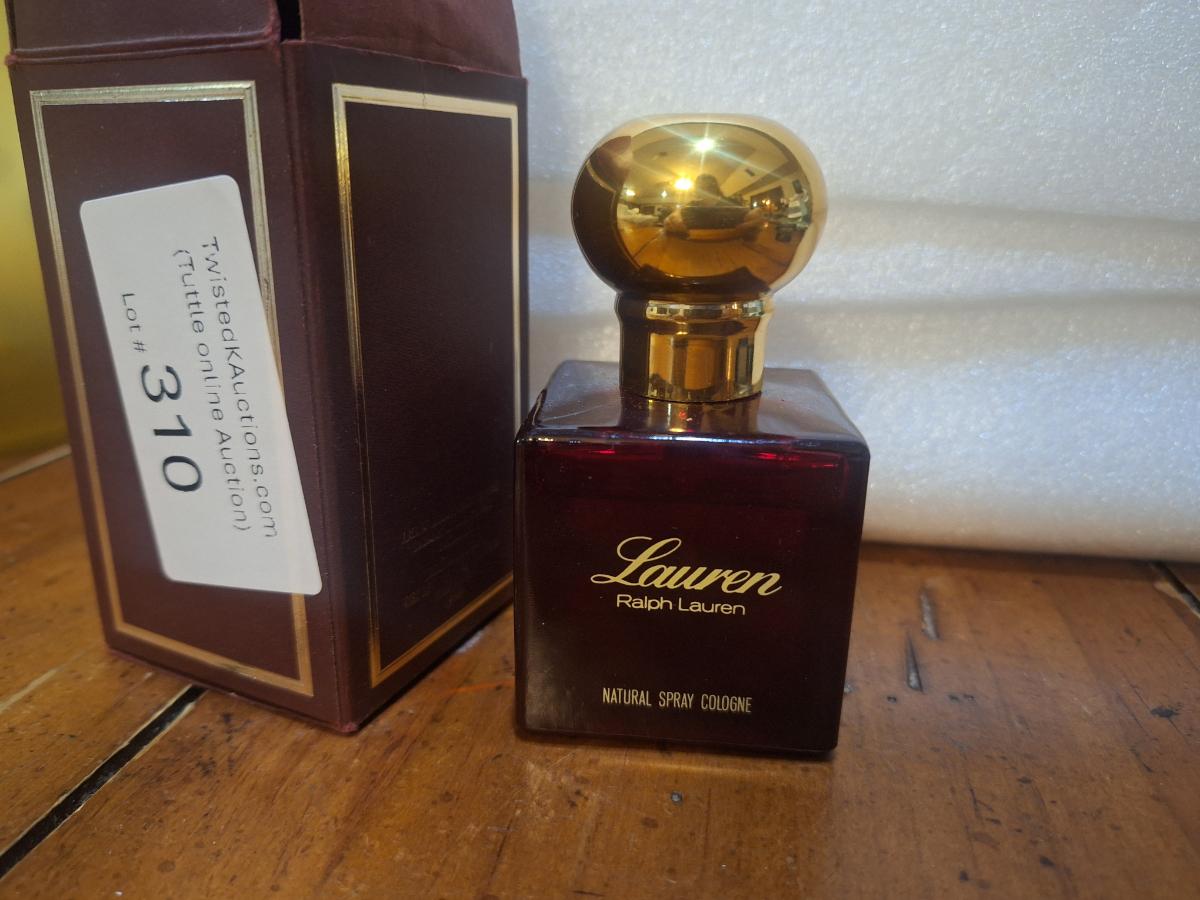 TwistedKAuctions.com
(Tuttle online Auction)
Lot # 310
Lauren
Ralph Lauren
NATURAL SPRAY COLOGNE